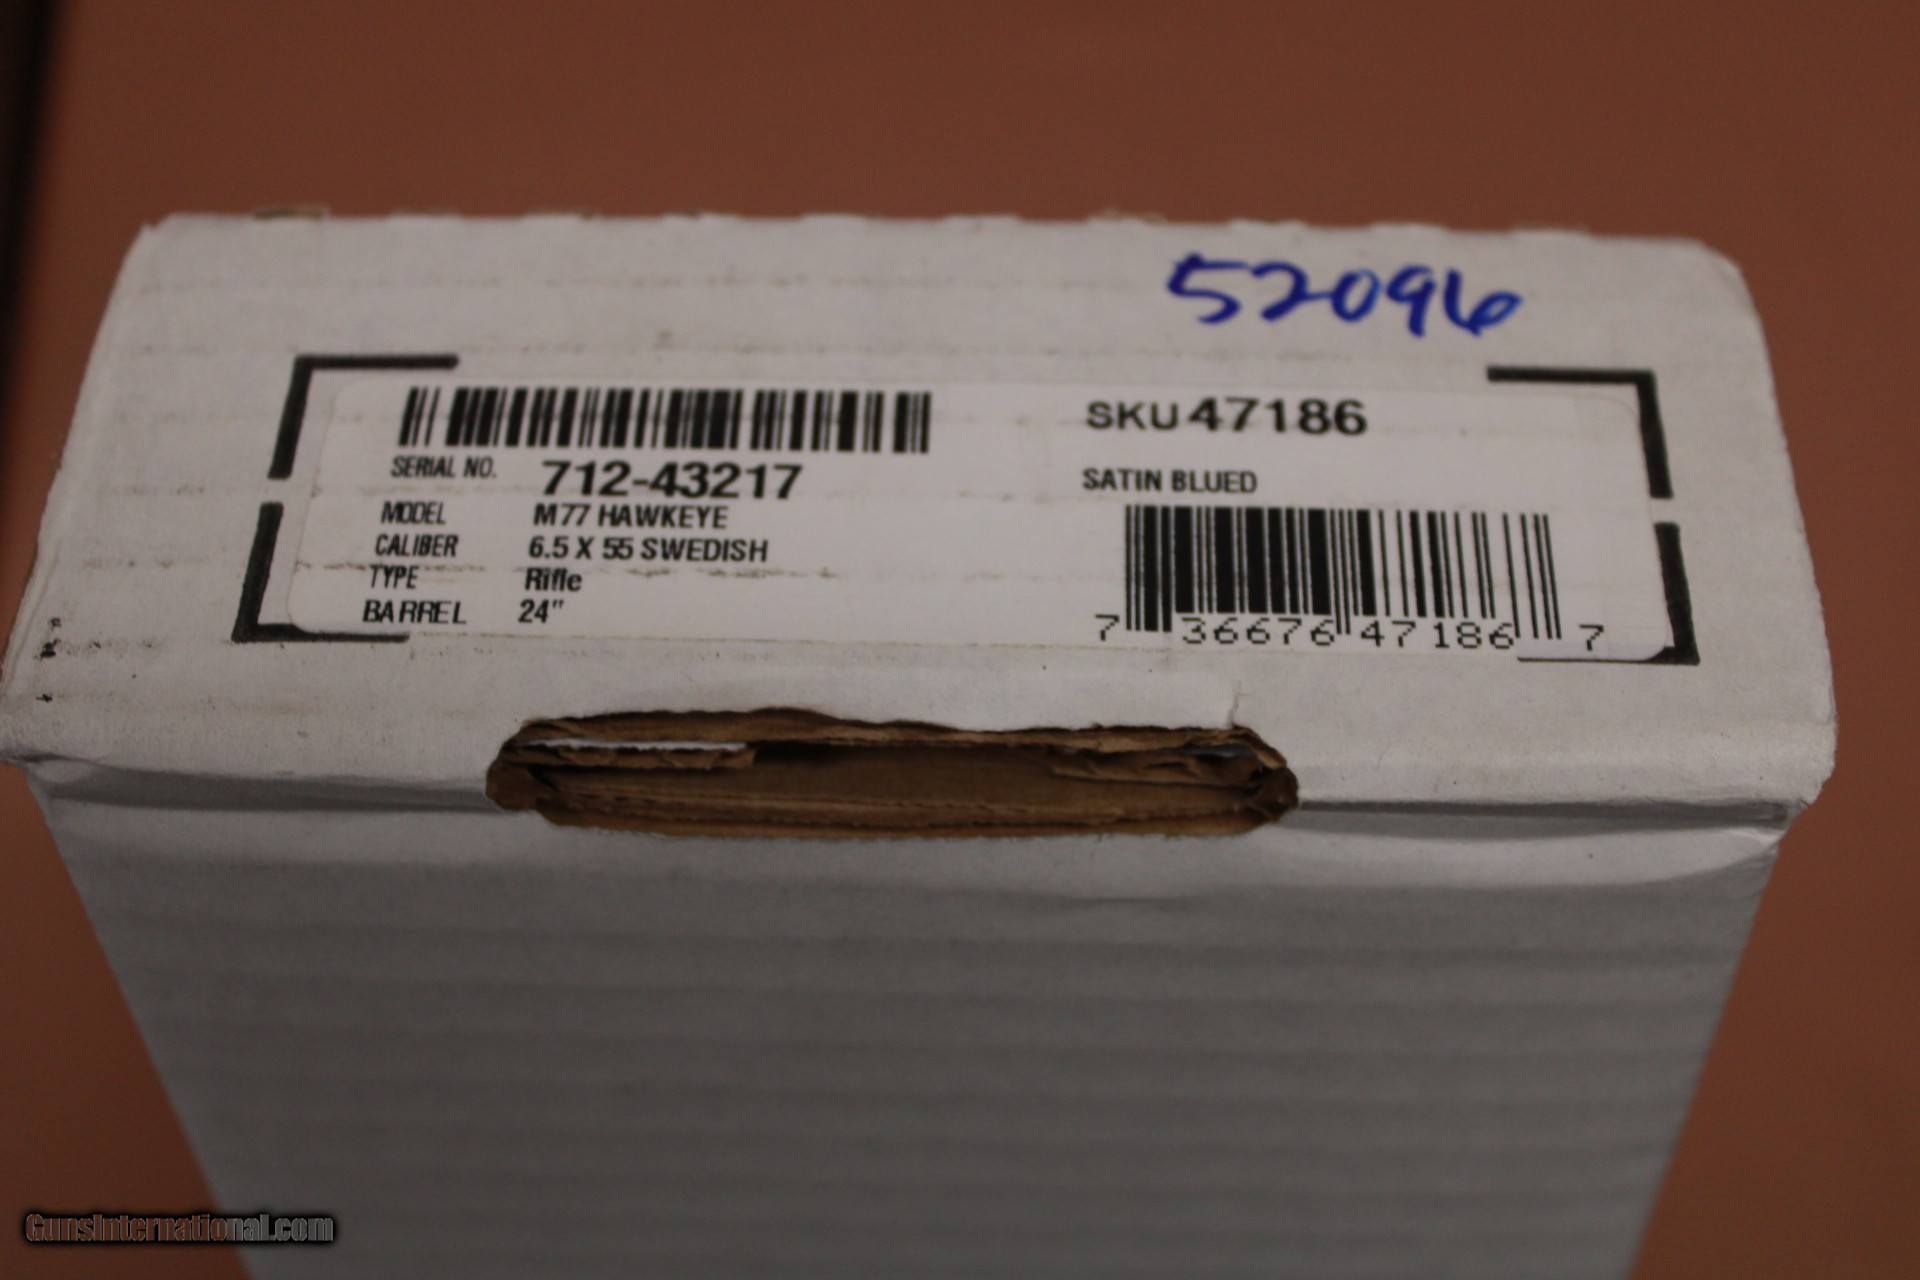 52096
SKU 47186
SERIAL NO. 712-43217
SATIN BLUED
MODEL M77 HAWKEYE
CALIBER 6.5 X 55 SWEDISH
TYPE Rifle
BARREL 24"
7 36676 47186 7
GunsInternational.com